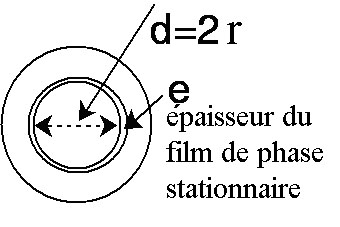 d=2 r
e
épaisseur du
film de phase
stationnaire